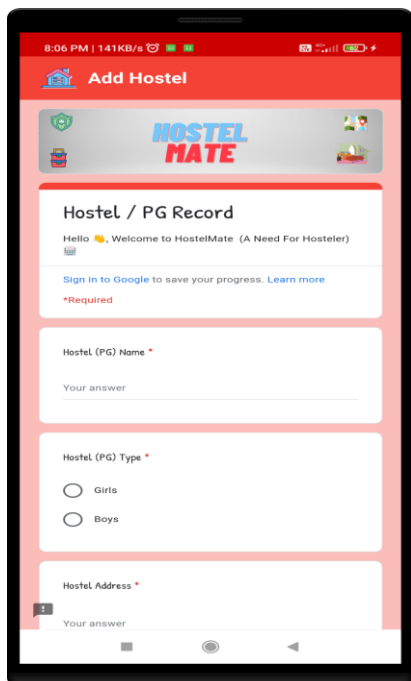 8:06 PM | 141KB/s
Add Hostel
HOSTEL
MATE
Hostel / PG Record
Hello 👋, Welcome to HostelMate (A Need For Hosteler)
Sign in to Google to save your progress. Learn more
*Required
Hostel (PG) Name *
Your answer
Hostel (PG) Type *
Girls
Boys
Hostel Address *
Your answer